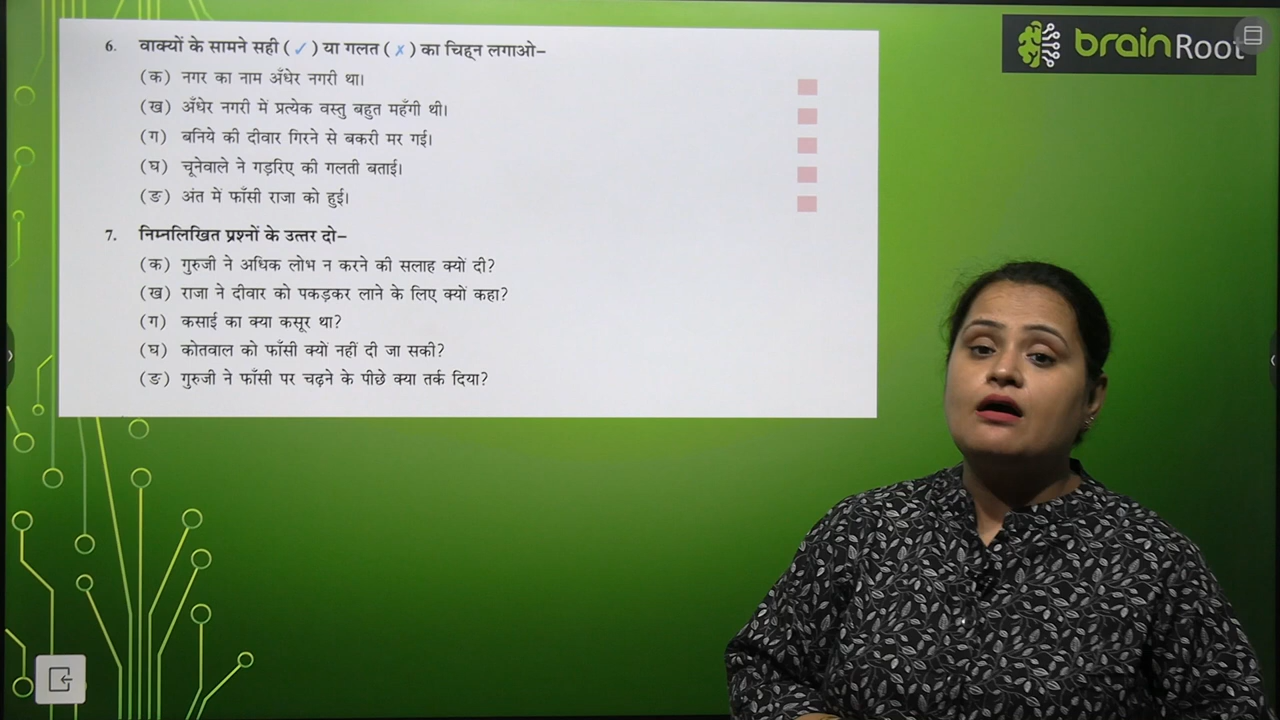 6. वाक्यों के सामने सही (✓) या गलत (✗) का चिह्न लगाओ–
(क) नगर का नाम अँधेर नगरी था।
(ख) अँधेर नगरी में प्रत्येक वस्तु बहुत महँगी थी।
(ग) बनिये की दीवार गिरने से बकरी मर गई।
(घ) चूनेवाले ने गड़रिए की गलती बताई।
(ङ) अंत में फाँसी राजा को हुई।
7. निम्नलिखित प्रश्नों के उत्तर दो–
(क) गुरुजी ने अधिक लोभ न करने की सलाह क्यों दी?
(ख) राजा ने दीवार को पकड़कर लाने के लिए क्यों कहा?
(ग) कसाई का क्या कसूर था?
(घ) कोतवाल को फाँसी क्यों नहीं दी जा सकी?
(ङ) गुरुजी ने फाँसी पर चढ़ने के पीछे क्या तर्क दिया?
brainRoot